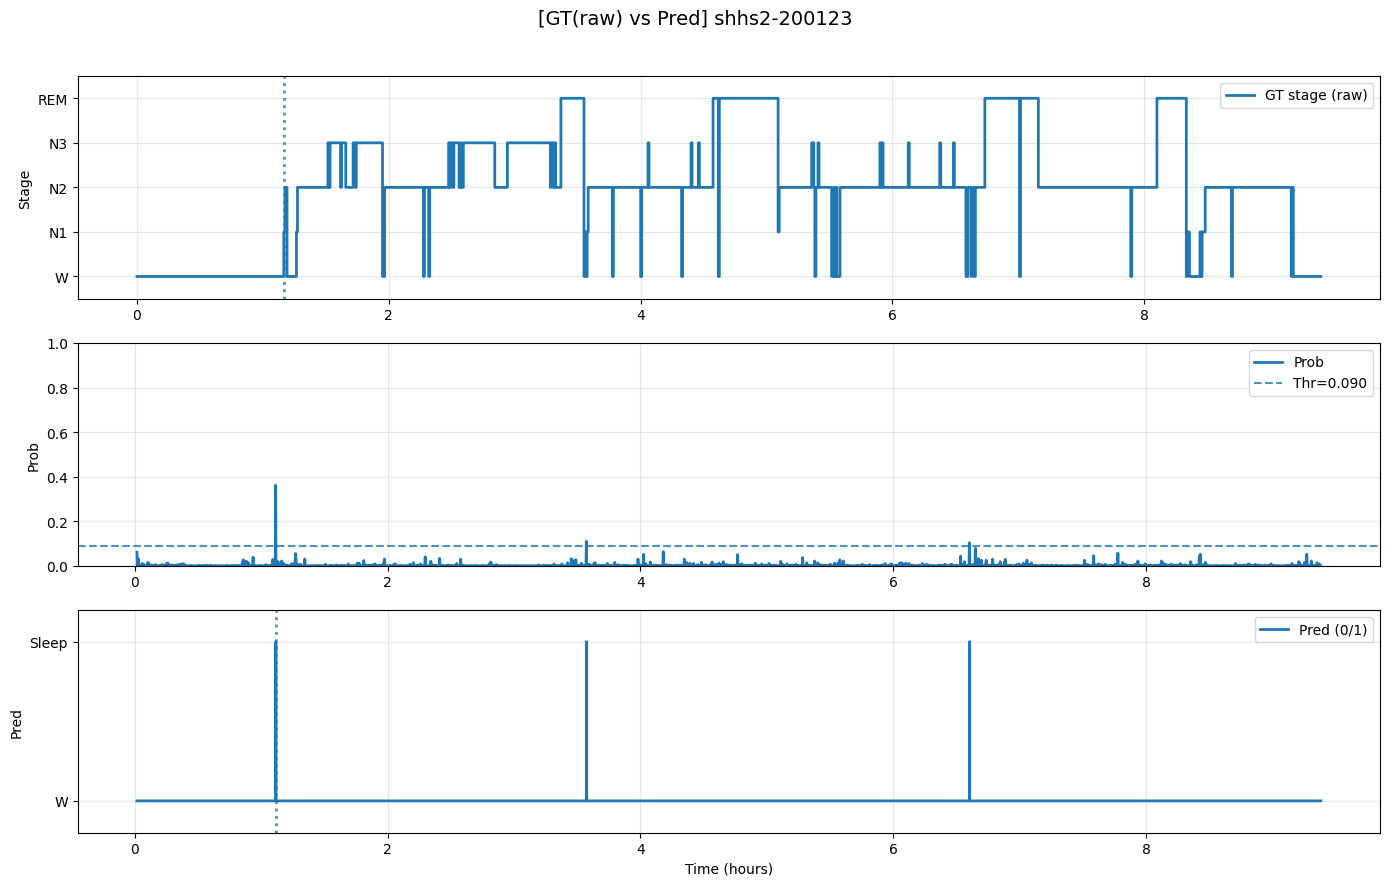 [GT(raw) vs Pred] shhs2-200123
REM
N3
N2
N1
W
Stage
GT stage (raw)
0 2 4 6 8
1.0
0.8
0.6
0.4
0.2
0.0
Prob
Prob
Thr=0.090
0 2 4 6 8
Sleep
W
Pred
Pred (0/1)
0 2 4 6 8
Time (hours)